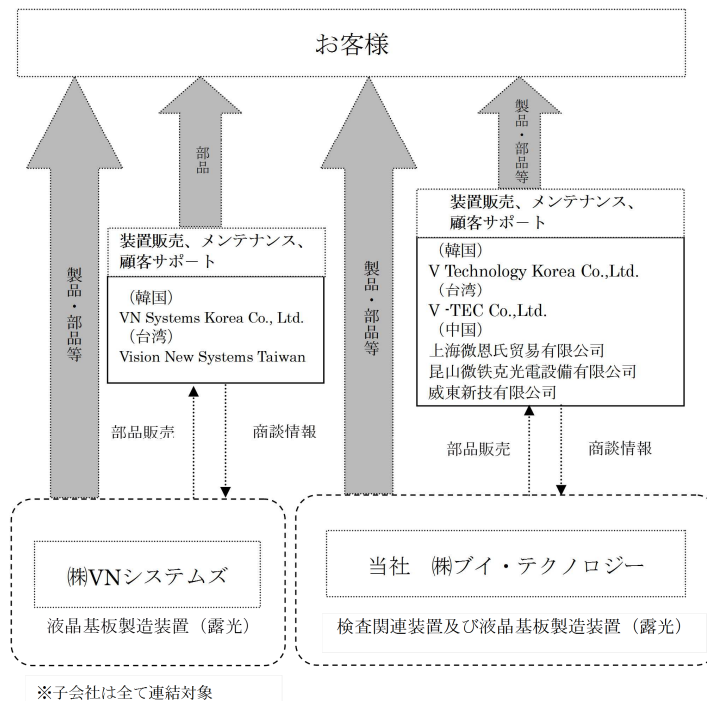 お客様
製品・部品等
部品
製品・部品等
製品・部品等
装置販売、メンテナンス、
顧客サポート
（韓国）
VN Systems Korea Co., Ltd.
（台湾）
Vision New Systems Taiwan
装置販売、メンテナンス、
顧客サポート
（韓国）
V Technology Korea Co.,Ltd.
（台湾）
V -TEC Co.,Ltd.
（中国）
上海微恩氏贸易有限公司
昆山微铁克光電設備有限公司
威東新技有限公司
部品販売
商談情報
部品販売
商談情報
㈱VNシステムズ
液晶基板製造装置（露光）
当社　㈱ブイ・テクノロジー
検査関連装置及び液晶基板製造装置（露光）
※子会社は全て連結対象